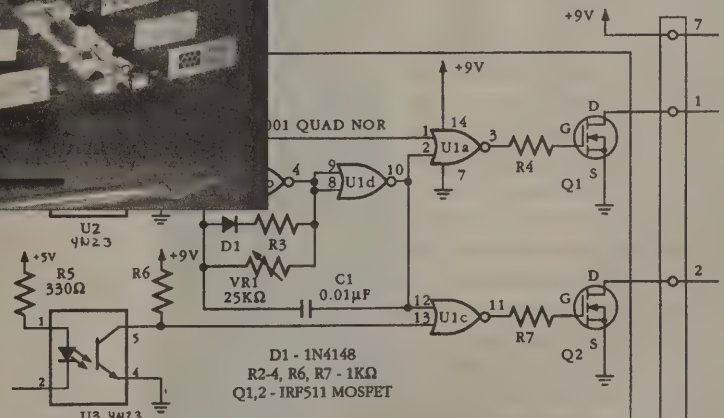 +9V
7
+9V
14
001 QUAD NOR
1
2
U1a
3
7
R4
G
D
S
Q1
1
4
9
8
U1d
10
D1
R3
VR1
25KΩ
C1
0.01µF
U2
4N23
+5V
R5
330Ω
R6
+9V
12
13
U1c
11
R7
G
D
S
Q2
2
1
2
5
4
U3 4N23
D1 - 1N4148
R2-4, R6, R7 - 1KΩ
Q1,2 - IRF511 MOSFET